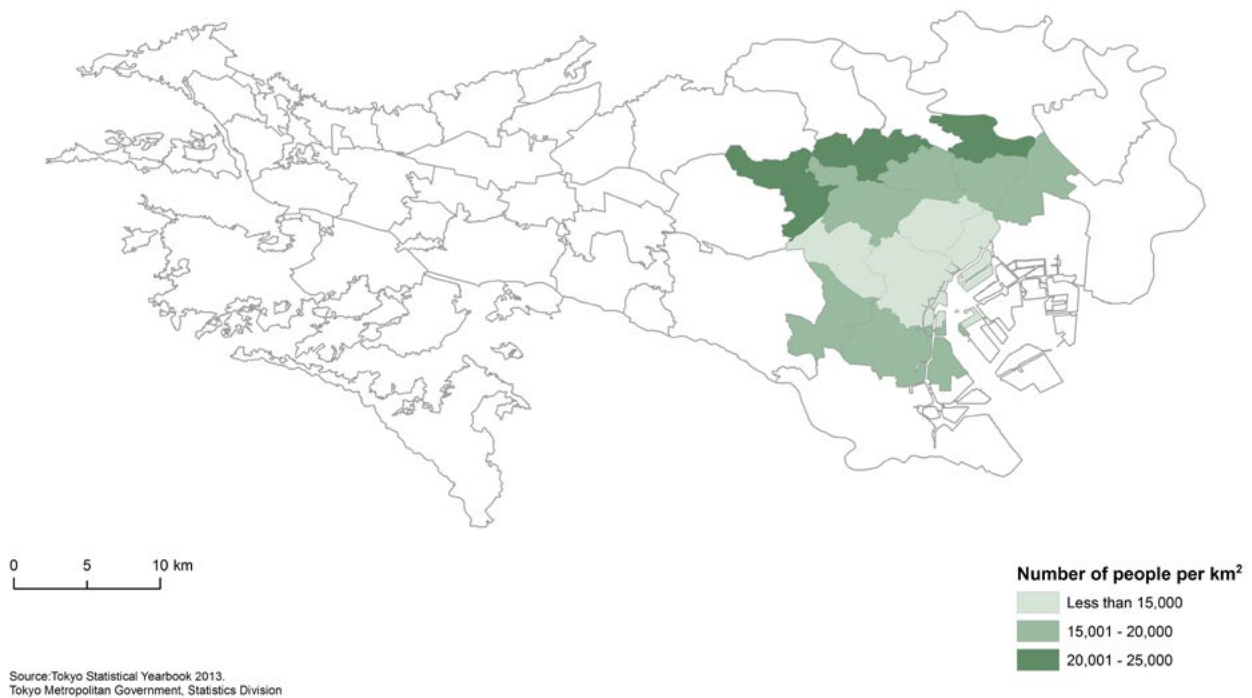 0 5 10 km
Number of people per km²
Less than 15,000
15,001 - 20,000
20,001 - 25,000
Source:Tokyo Statistical Yearbook 2013.
Tokyo Metropolitan Government, Statistics Division